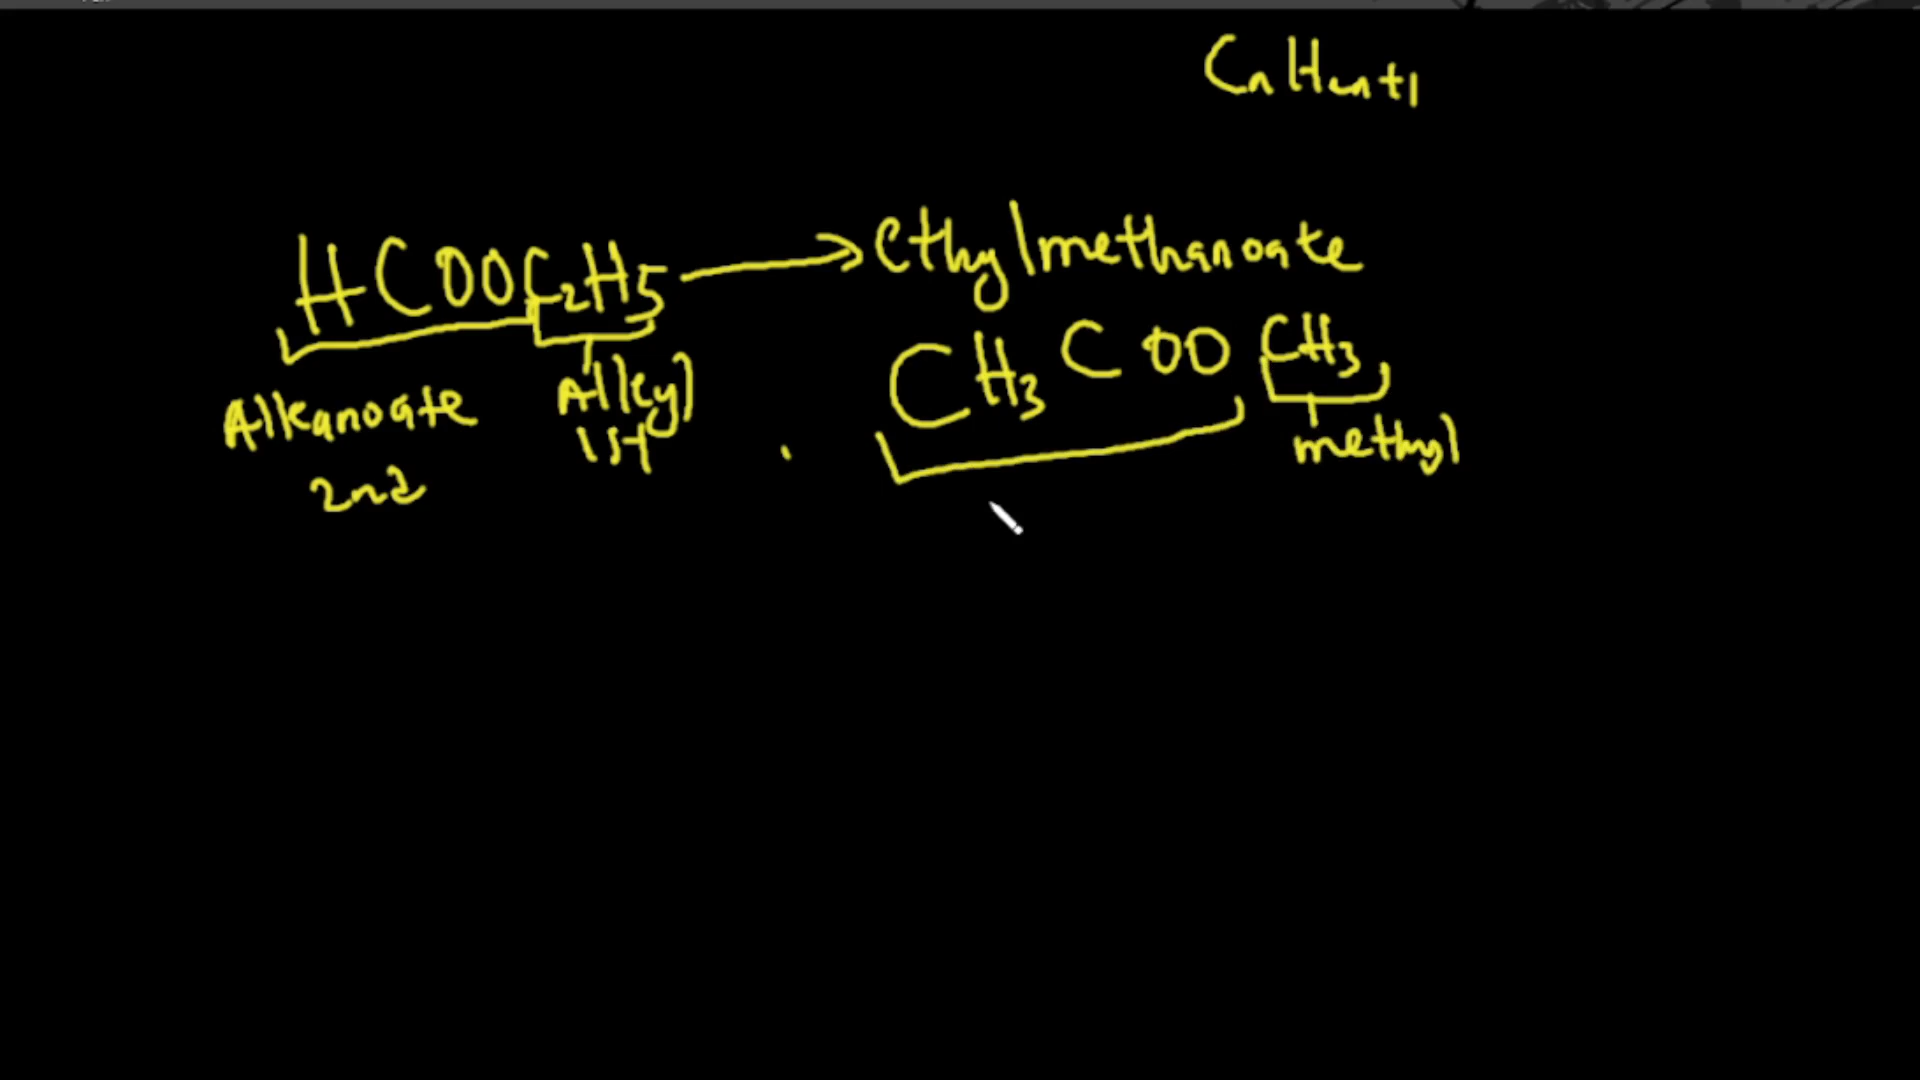 CnH2n+1
HCOOC2H5 → Ethylmethanoate
CH3COOCH3
Alkanoate
Alkyl
1st
methyl
2nd